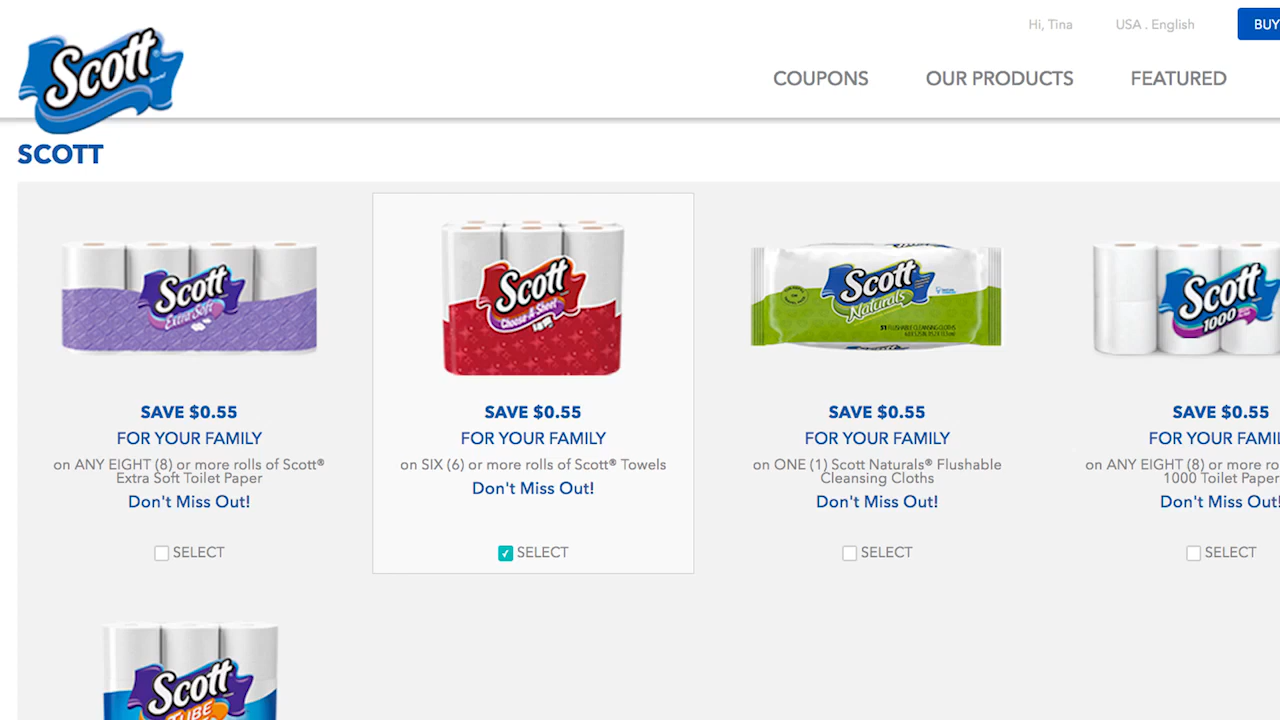 Hi, Tina
USA . English
BUY
Scott
COUPONS
OUR PRODUCTS
FEATURED
SCOTT
Scott
Extra Soft
SAVE $0.55
FOR YOUR FAMILY
on ANY EIGHT (8) or more rolls of Scott®
Extra Soft Toilet Paper
Don't Miss Out!
SELECT
Scott
Choose-A-Sheet
SAVE $0.55
FOR YOUR FAMILY
on SIX (6) or more rolls of Scott® Towels
Don't Miss Out!
SELECT
Scott
Naturals
SAVE $0.55
FOR YOUR FAMILY
on ONE (1) Scott Naturals® Flushable
Cleansing Cloths
Don't Miss Out!
SELECT
Scott
1000
SAVE $0.55
FOR YOUR FAMIL
on ANY EIGHT (8) or more ro
1000 Toilet Paper
Don't Miss Out!
SELECT
Scott
TUBE